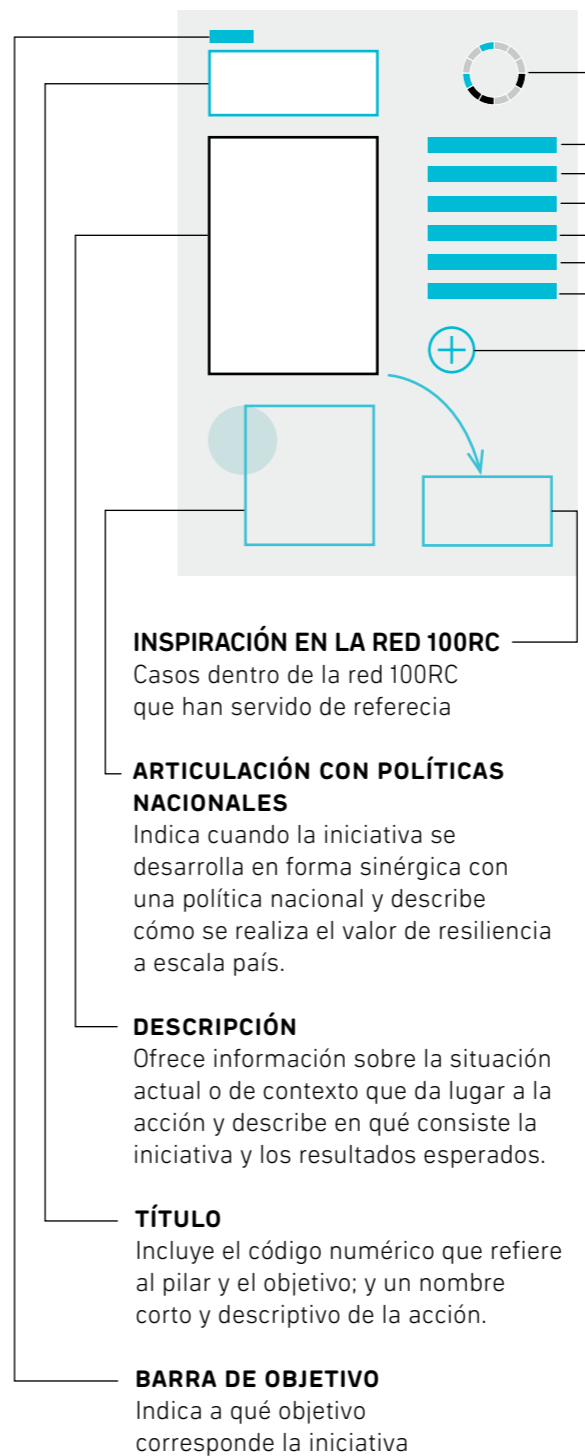 INSPIRACIÓN EN LA RED 100RC
Casos dentro de la red 100RC
que han servido de referecia
ARTICULACIÓN CON POLÍTICAS
NACIONALES
Indica cuando la iniciativa se
desarrolla en forma sinérgica con
una política nacional y describe
cómo se realiza el valor de resiliencia
a escala país.
DESCRIPCIÓN
Ofrece información sobre la situación
actual o de contexto que da lugar a la
acción y describe en qué consiste la
iniciativa y los resultados esperados.
TÍTULO
Incluye el código numérico que refiere
al pilar y el objetivo; y un nombre
corto y descriptivo de la acción.
BARRA DE OBJETIVO
Indica a qué objetivo
corresponde la iniciativa